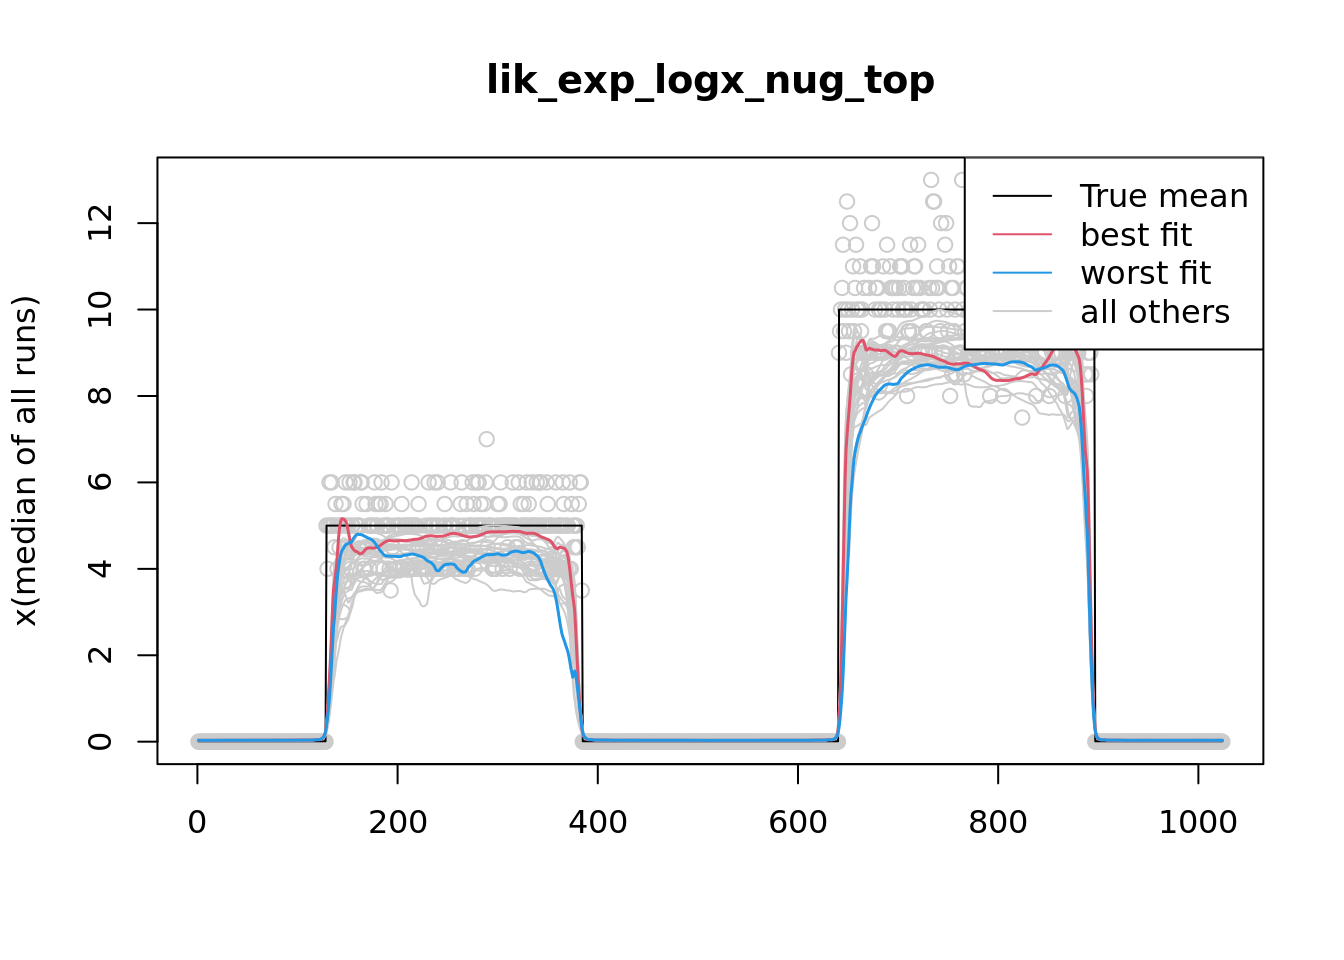 lik_exp_logx_nug_top
x(median of all runs)
12
10
8
6
4
2
0
True mean
best fit
worst fit
all others
0 200 400 600 800 1000